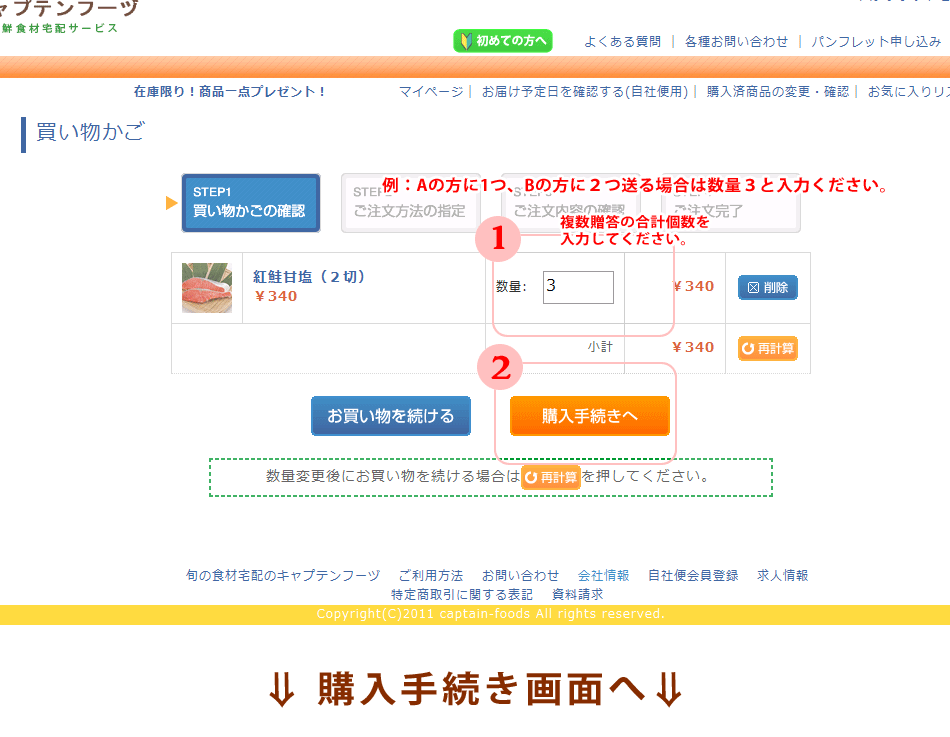 ャプテンフーヅ
鮮食材宅配サービス
初めての方へ
よくある質問 | 各種お問い合わせ | パンフレット申し込み
在庫限り!商品一点プレゼント!
マイページ | お届け予定日を確認する(自社便用) | 購入済商品の変更・確認 | お気に入りリス
買い物かご
例:Aの方に1つ、Bの方に2つ送る場合は数量3と入力ください。
STEP1
買い物かごの確認
ご注文方法の指定
ご注文内容の確認
ご注文完了
複数贈答の合計個数を
入力してください。
1
紅鮭甘塩(2切)
¥340
数量: 3
¥340
削除
小計
¥340
再計算
2
お買い物を続ける
購入手続きへ
数量変更後にお買い物を続ける場合は再計算を押してください。
旬の食材宅配のキャプテンフーヅ ご利用方法 お問い合わせ 会社情報 自社便会員登録 求人情報
特定商取引に関する表記 資料請求
Copyright(C)2011 captain-foods All rights reserved.
⇓ 購入手続き画面へ ⇓